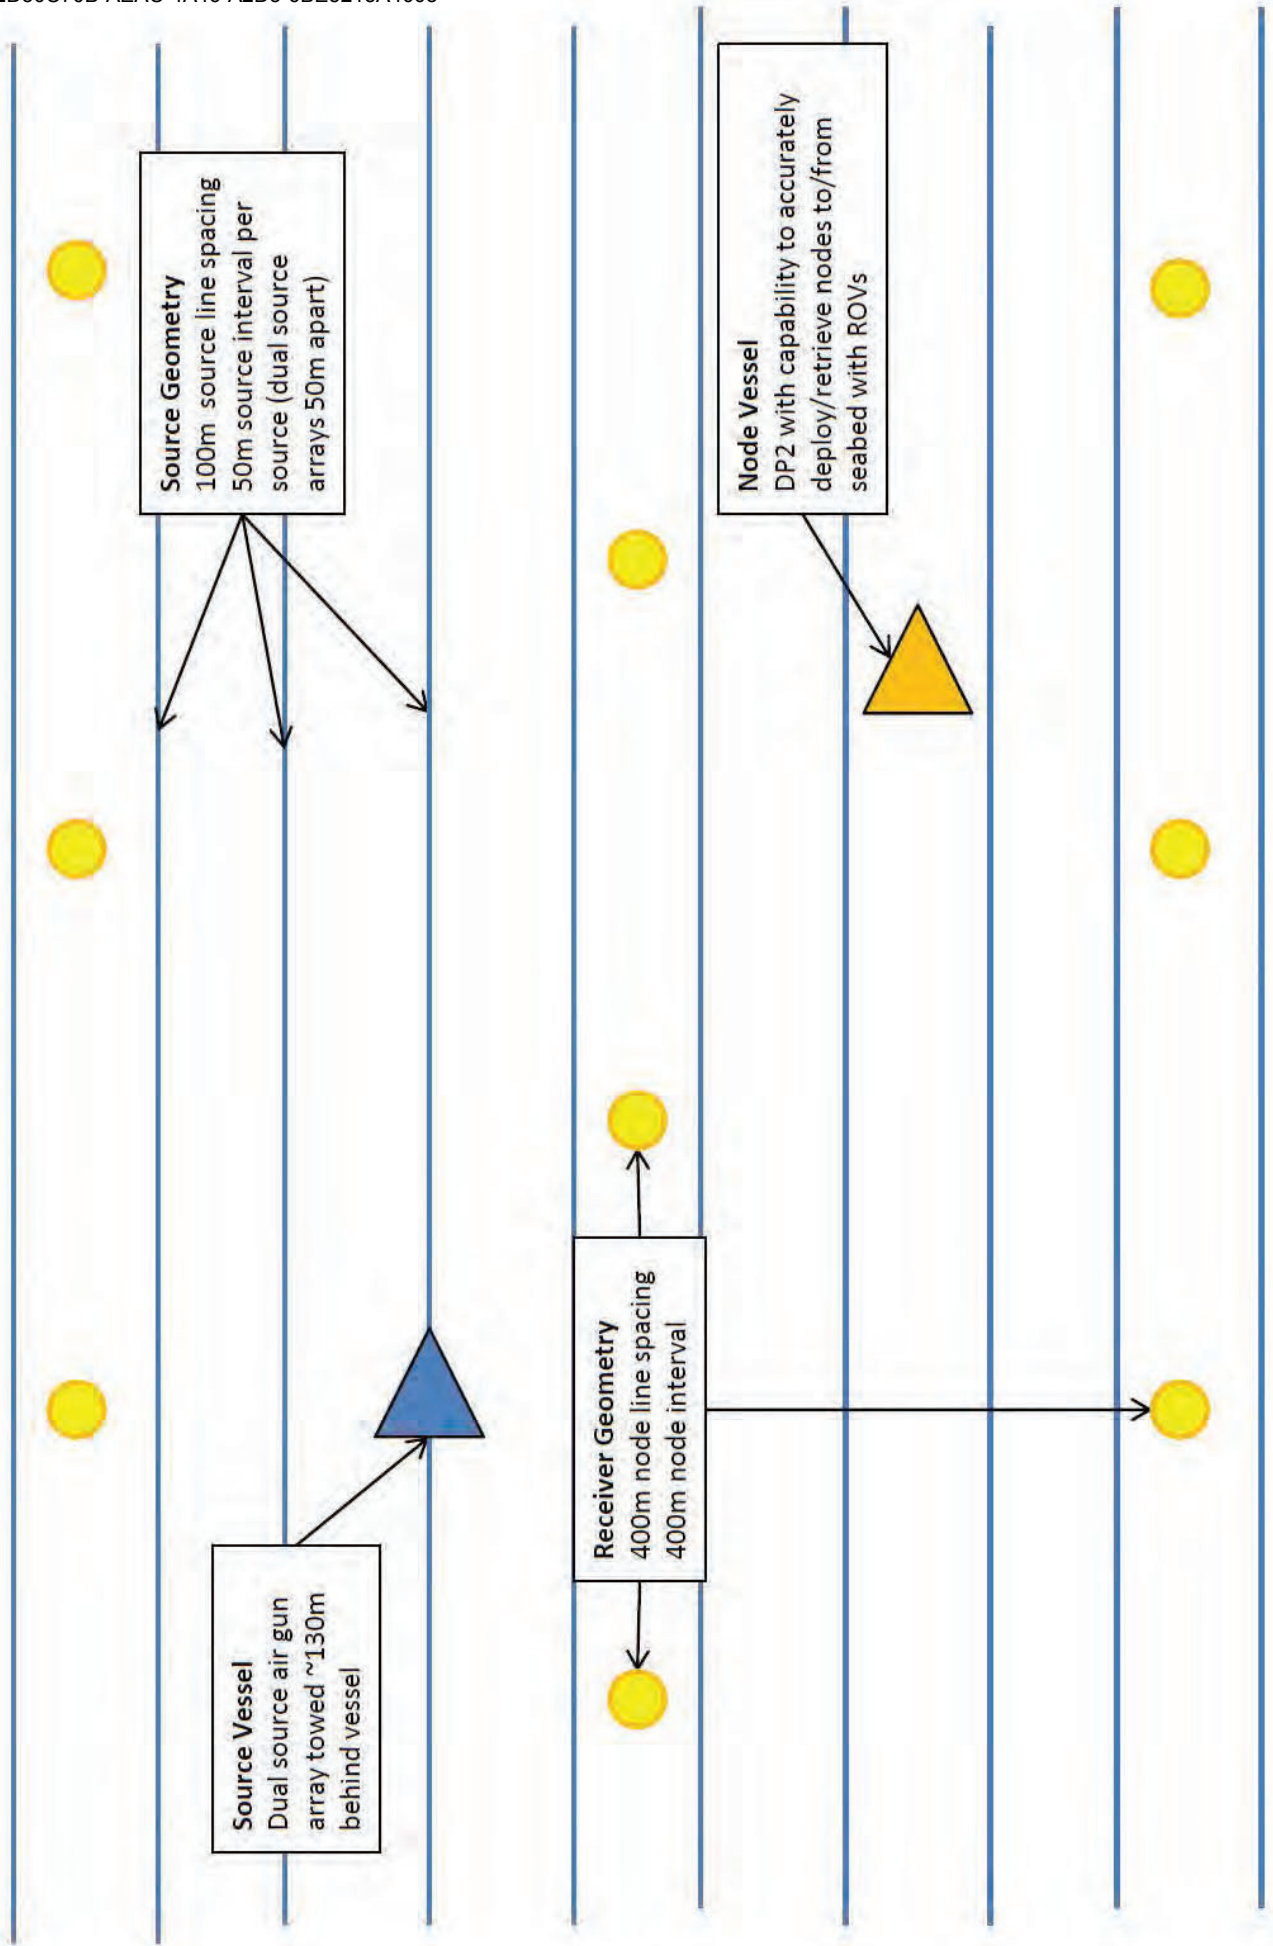 Source Geometry
100m source line spacing
50m source interval per
source (dual source
arrays 50m apart)
Node Vessel
DP2 with capability to accurately
deploy/retrieve nodes to/from
seabed with ROVs
Source Vessel
Dual source air gun
array towed ~130m
behind vessel
Receiver Geometry
400m node line spacing
400m node interval